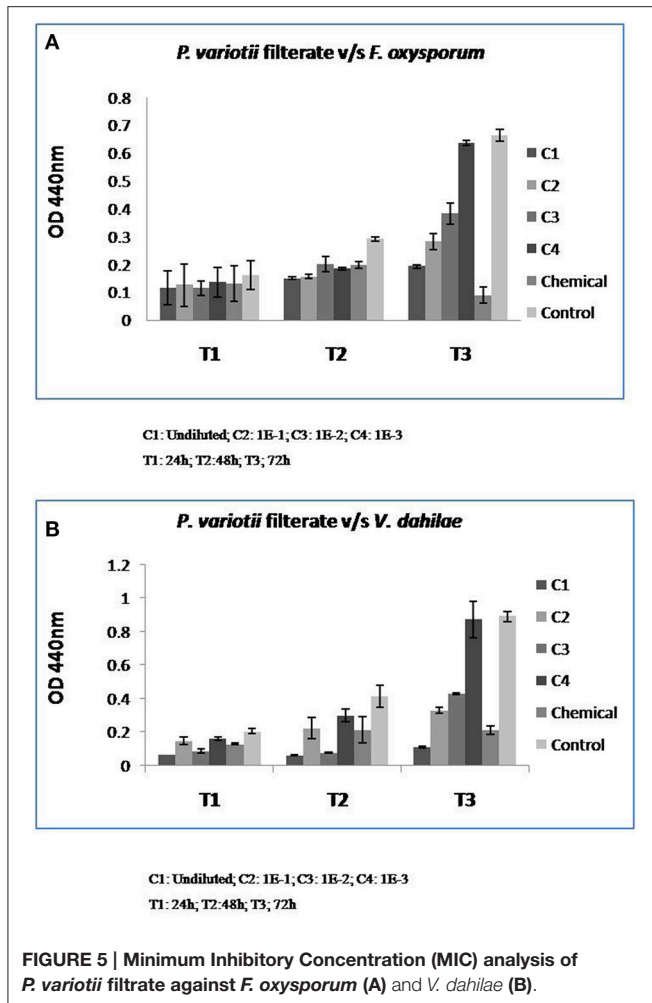 A
P. variotii filterate v/s F. oxysporum
0.8
0.7
0.6
0.5
0.4
0.3
0.2
0.1
0
OD 440nm
T1
T2
T3
C1
C2
C3
C4
Chemical
Control
C1: Undiluted; C2: 1E-1; C3: 1E-2; C4: 1E-3
T1: 24h; T2:48h; T3; 72h
B
P. variotii filterate v/s V. dahilae
1.2
1
0.8
0.6
0.4
0.2
0
OD 440nm
T1
T2
T3
C1
C2
C3
C4
Chemical
Control
C1: Undiluted; C2: 1E-1; C3: 1E-2; C4: 1E-3
T1: 24h; T2:48h; T3; 72h
FIGURE 5 | Minimum Inhibitory Concentration (MIC) analysis of
P. variotii filtrate against F. oxysporum (A) and V. dahilae (B).